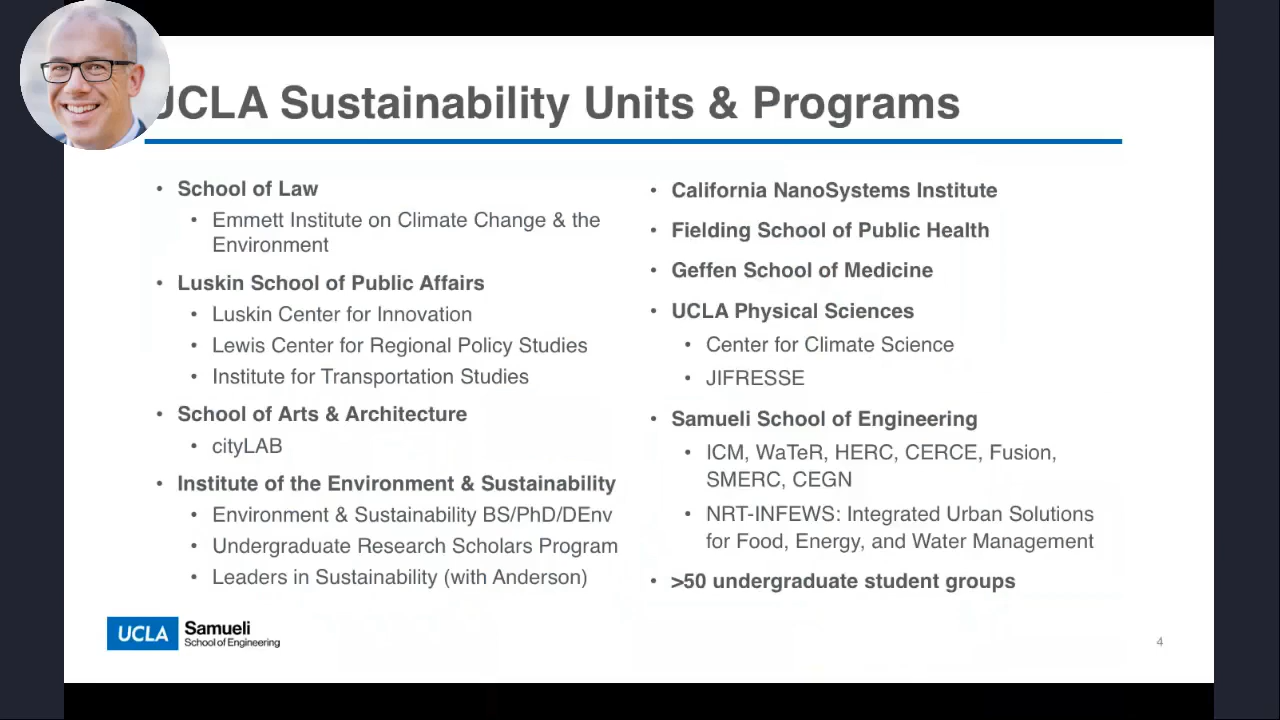 UCLA Sustainability Units & Programs
• School of Law
• Emmett Institute on Climate Change & the
Environment
• Luskin School of Public Affairs
• Luskin Center for Innovation
• Lewis Center for Regional Policy Studies
• Institute for Transportation Studies
• School of Arts & Architecture
• cityLAB
• Institute of the Environment & Sustainability
• Environment & Sustainability BS/PhD/DEnv
• Undergraduate Research Scholars Program
• Leaders in Sustainability (with Anderson)
• California NanoSystems Institute
• Fielding School of Public Health
• Geffen School of Medicine
• UCLA Physical Sciences
• Center for Climate Science
• JIFRESSE
• Samueli School of Engineering
• ICM, WaTeR, HERC, CERCE, Fusion,
SMERC, CEGN
• NRT-INFEWS: Integrated Urban Solutions
for Food, Energy, and Water Management
• >50 undergraduate student groups
UCLA Samueli
School of Engineering
4